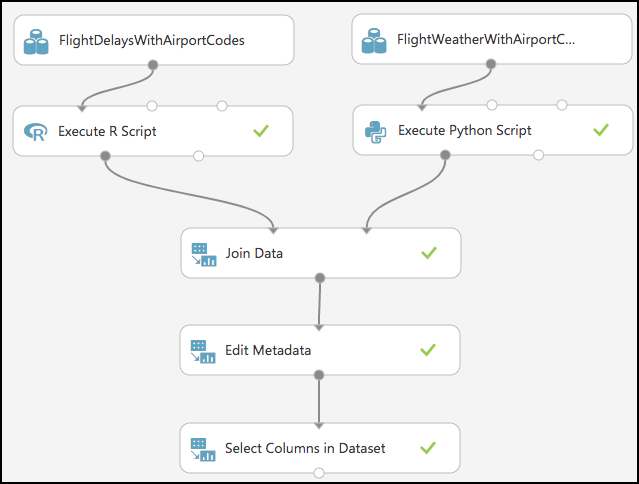 FlightDelaysWithAirportCodes
FlightWeatherWithAirportC...
Execute R Script
Execute Python Script
Join Data
Edit Metadata
Select Columns in Dataset